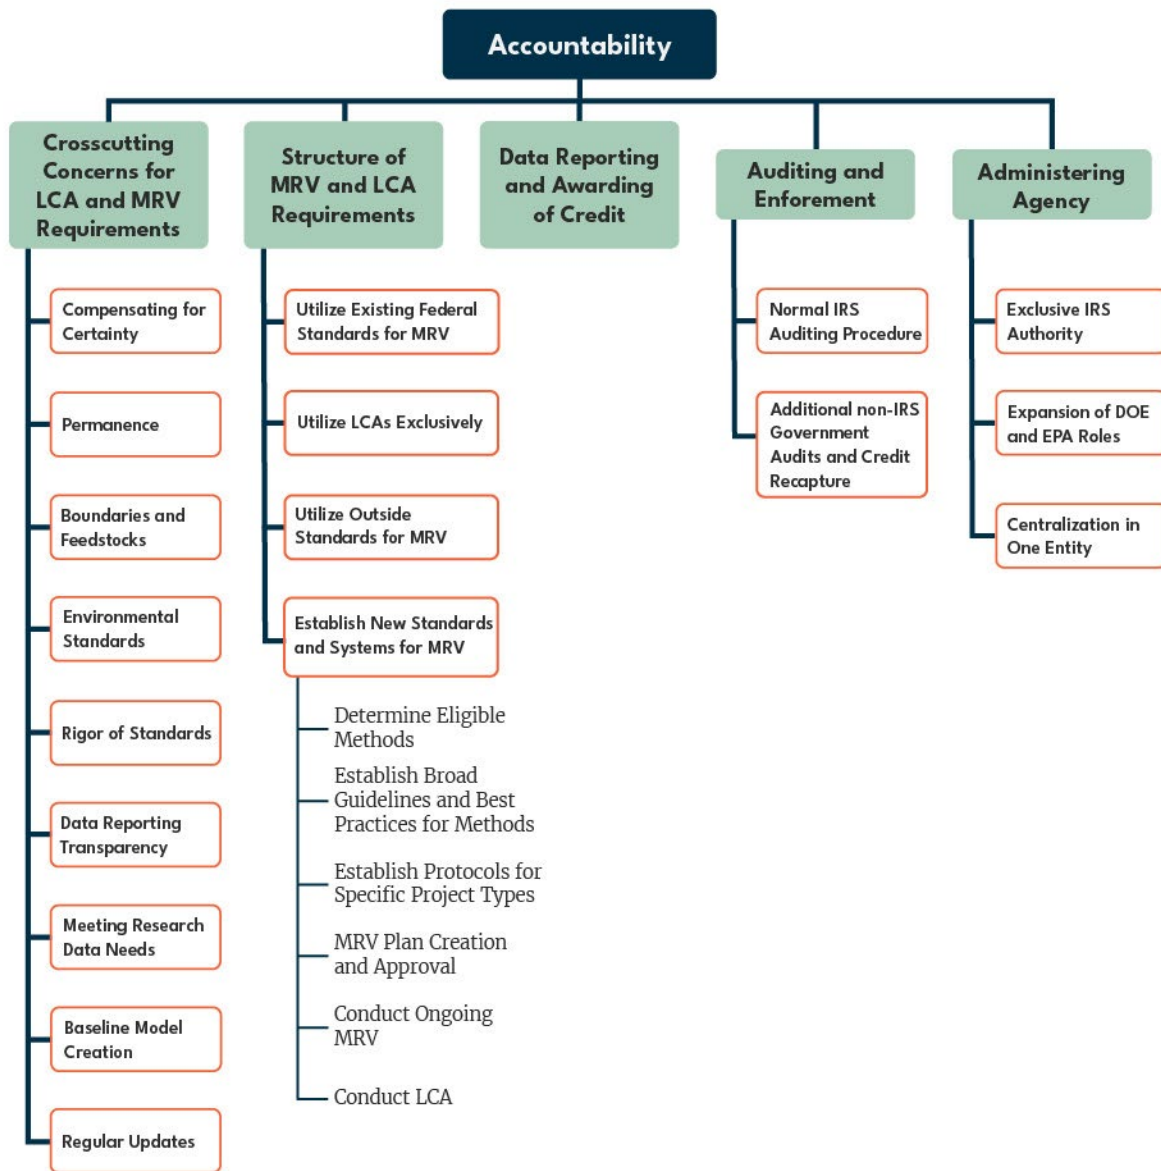 Accountability
Crosscutting
Concerns for
LCA and MRV
Requirements
Compensating for
Certainty
Permanence
Boundaries and
Feedstocks
Environmental
Standards
Rigor of Standards
Data Reporting
Transparency
Meeting Research
Data Needs
Baseline Model
Creation
Regular Updates
Structure of
MRV and LCA
Requirements
Utilize Existing Federal
Standards for MRV
Utilize LCAs Exclusively
Utilize Outside
Standards for MRV
Establish New Standards
and Systems for MRV
Determine Eligible
Methods
Establish Broad
Guidelines and Best
Practices for Methods
Establish Protocols for
Specific Project Types
MRV Plan Creation
and Approval
Conduct Ongoing
MRV
Conduct LCA
Data Reporting
and Awarding
of Credit
Auditing and
Enforement
Normal IRS
Auditing Procedure
Additional non-IRS
Government
Audits and Credit
Recapture
Administering
Agency
Exclusive IRS
Authority
Expansion of DOE
and EPA Roles
Centralization in
One Entity